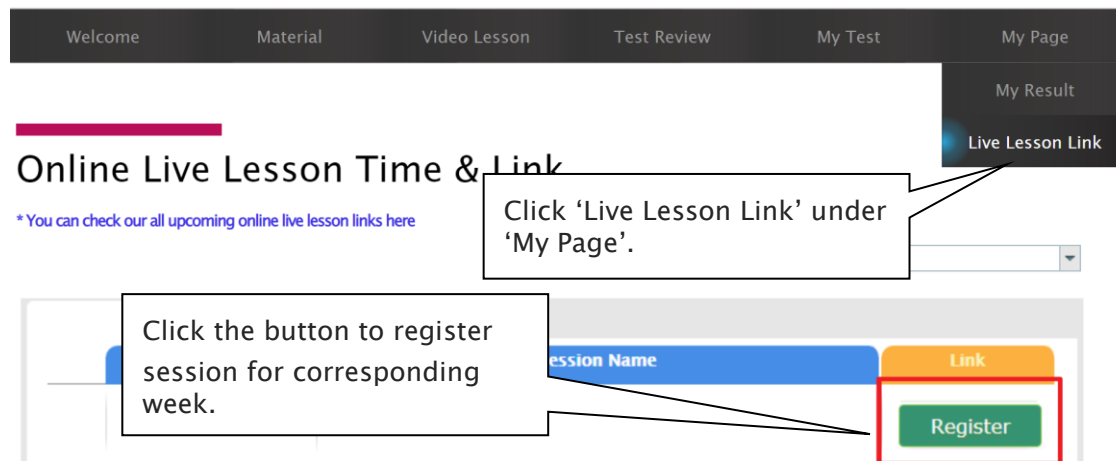 Welcome Material Video Lesson Test Review My Test My Page
My Result
Live Lesson Link
Online Live Lesson Time & Link
* You can check our all upcoming online live lesson links here
Click ‘Live Lesson Link’ under
‘My Page’.
Click the button to register
session for corresponding
week.
ession Name Link
Register